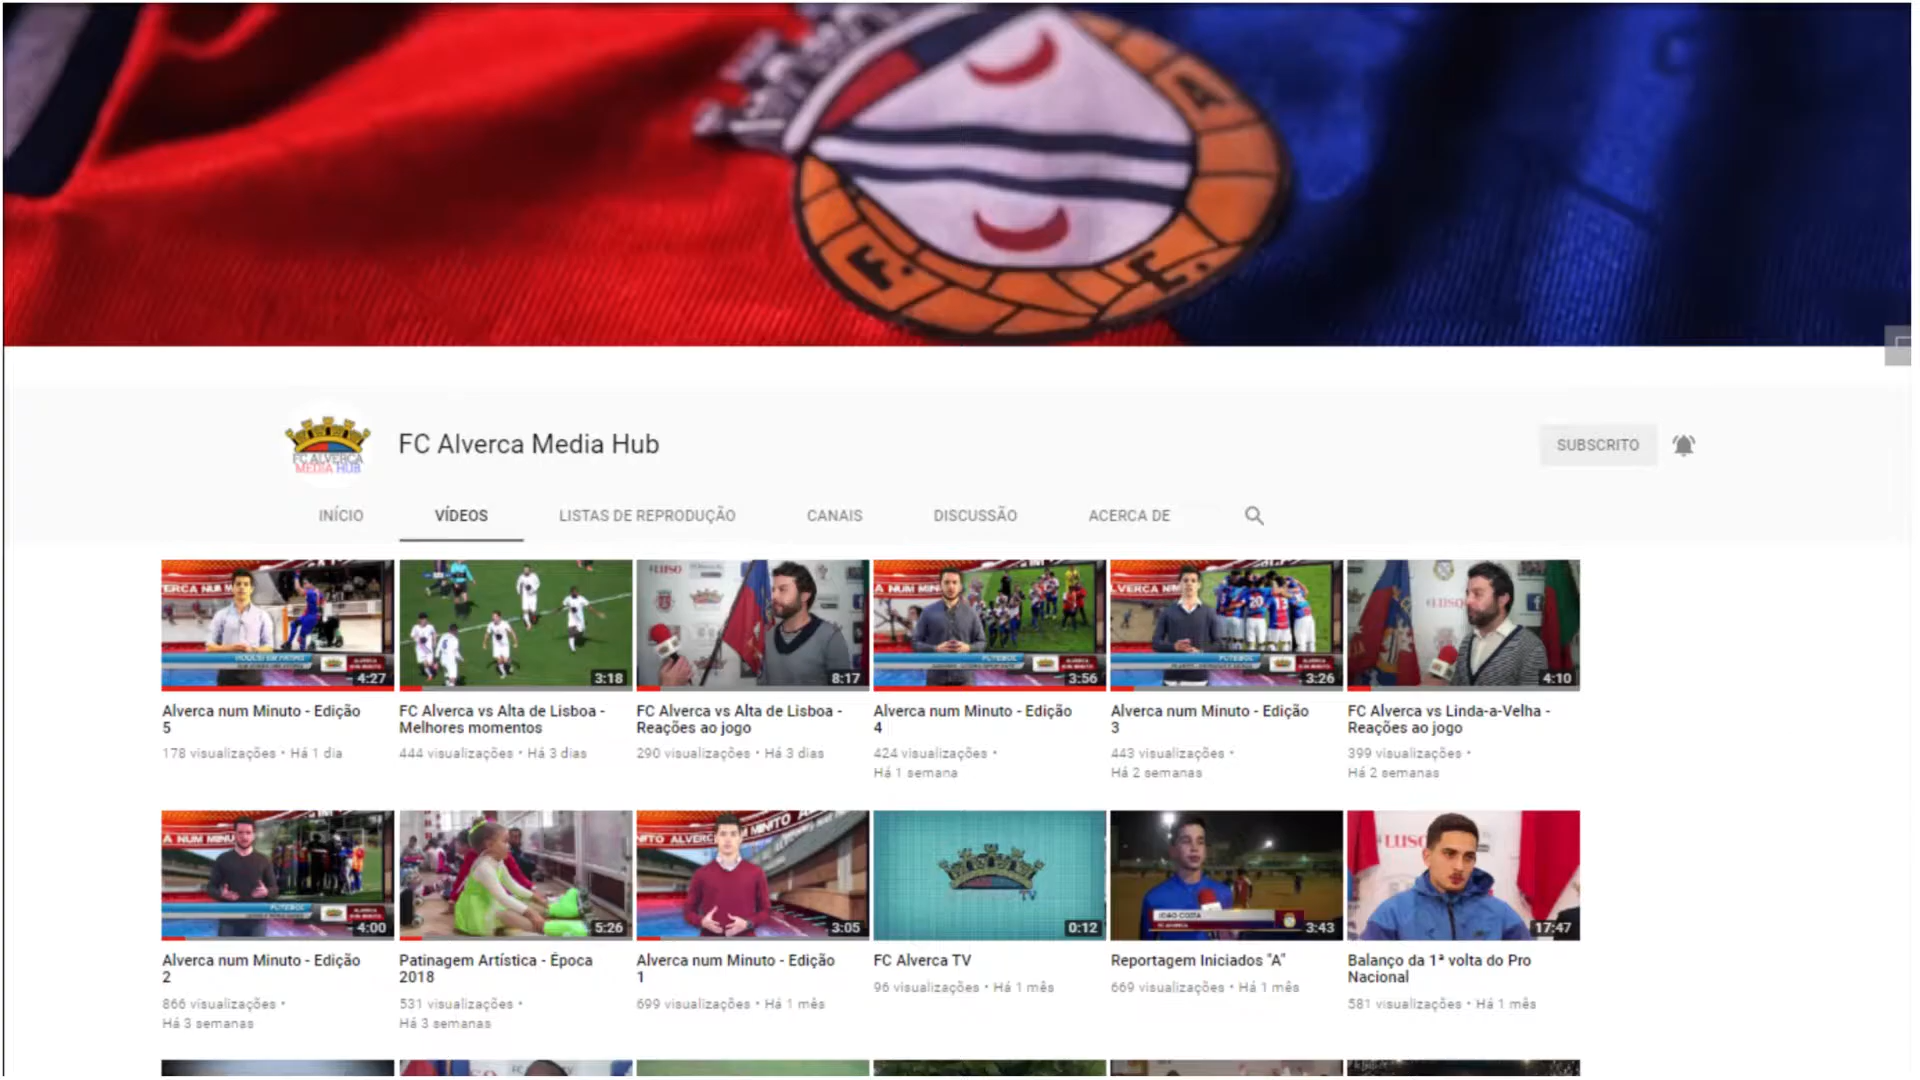 A
F.
C.
FC ALVERCA
MEDIA HUB
FC Alverca Media Hub
SUBSCRITO
INÍCIO
VÍDEOS
LISTAS DE REPRODUÇÃO
CANAIS
DISCUSSÃO
ACERCA DE
4:27
3:18
8:17
3:56
3:26
4:10
Alverca num Minuto - Edição
5
178 visualizações • Há 1 dia
FC Alverca vs Alta de Lisboa -
Melhores momentos
444 visualizações • Há 3 dias
FC Alverca vs Alta de Lisboa -
Reações ao jogo
290 visualizações • Há 3 dias
Alverca num Minuto - Edição
4
424 visualizações •
Há 1 semana
Alverca num Minuto - Edição
3
443 visualizações •
Há 2 semanas
FC Alverca vs Linda-a-Velha -
Reações ao jogo
399 visualizações •
Há 2 semanas
4:00
5:26
3:05
TV
0:12
JOÃO COSTA
3:43
LUSO
17:47
Alverca num Minuto - Edição
2
866 visualizações •
Há 3 semanas
Patinagem Artística - Época
2018
531 visualizações •
Há 3 semanas
Alverca num Minuto - Edição
1
699 visualizações • Há 1 mês
FC Alverca TV
96 visualizações • Há 1 mês
Reportagem Iniciados "A"
669 visualizações • Há 1 mês
Balanço da 1ª volta do Pro
Nacional
581 visualizações • Há 1 mês